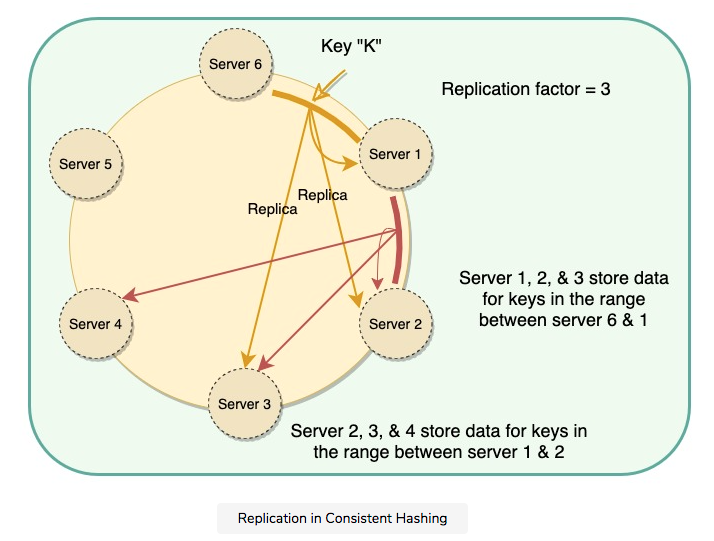 Key "K"
Server 6
Replication factor = 3
Server 1
Server 5
Replica
Replica
Server 1, 2, & 3 store data
for keys in the range
between server 6 & 1
Server 4
Server 2
Server 3
Server 2, 3, & 4 store data for keys in
the range between server 1 & 2
Replication in Consistent Hashing